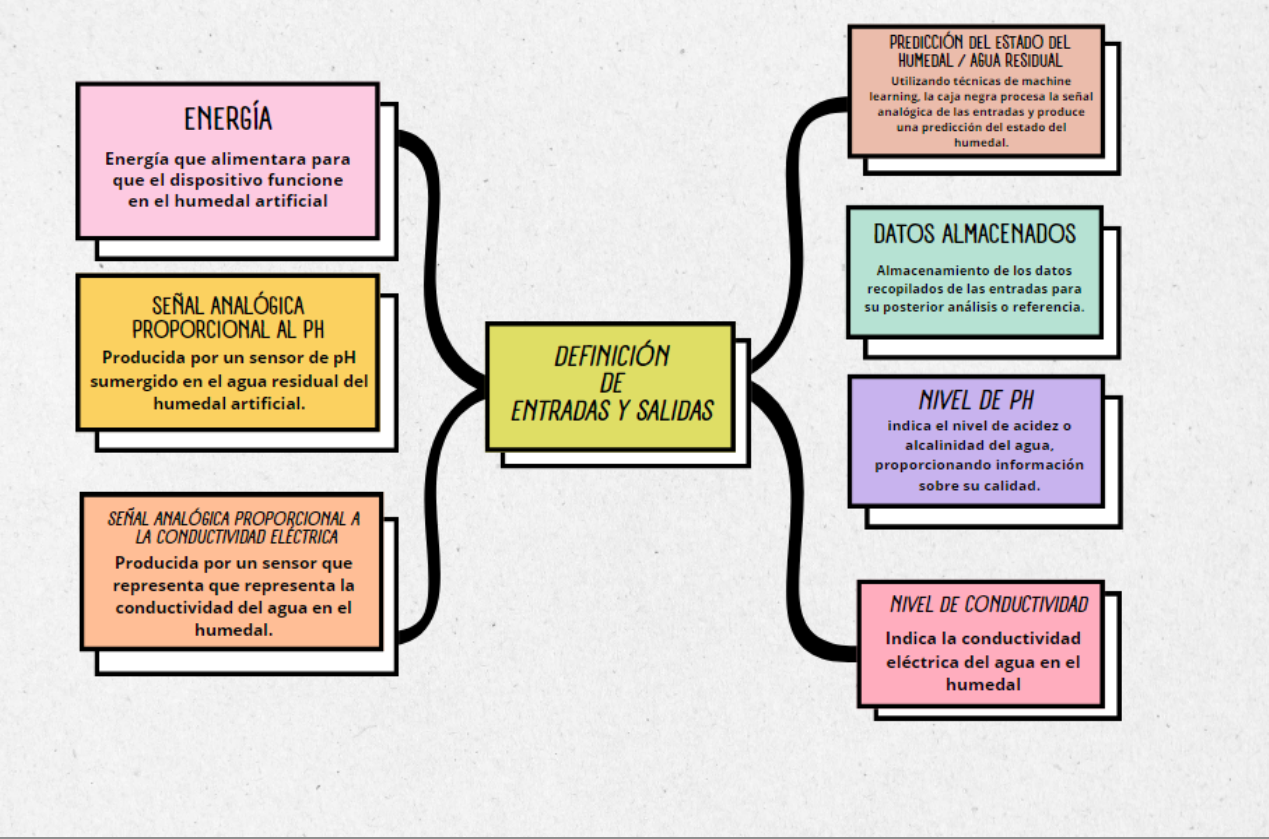 ENERGÍA
Energía que alimentara para
que el dispositivo funcione
en el humedal artificial
SEÑAL ANALÓGICA
PROPORCIONAL AL PH
Producida por un sensor de pH
sumergido en el agua residual del
humedal artificial.
SEÑAL ANALÓGICA PROPORCIONAL A
LA CONDUCTIVIDAD ELÉCTRICA
Producida por un sensor que
representa que representa la
conductividad del agua en el
humedal.
DEFINICIÓN
DE
ENTRADAS Y SALIDAS
PREDICCIÓN DEL ESTADO DEL
HUMEDAL / AGUA RESIDUAL
Utilizando técnicas de machine
learning, la caja negra procesa la señal
analógica de las entradas y produce
una predicción del estado del
humedal.
DATOS ALMACENADOS
Almacenamiento de los datos
recopilados de las entradas para
su posterior análisis o referencia.
NIVEL DE PH
indica el nivel de acidez o
alcalinidad del agua,
proporcionando información
sobre su calidad.
NIVEL DE CONDUCTIVIDAD
Indica la conductividad
eléctrica del agua en el
humedal